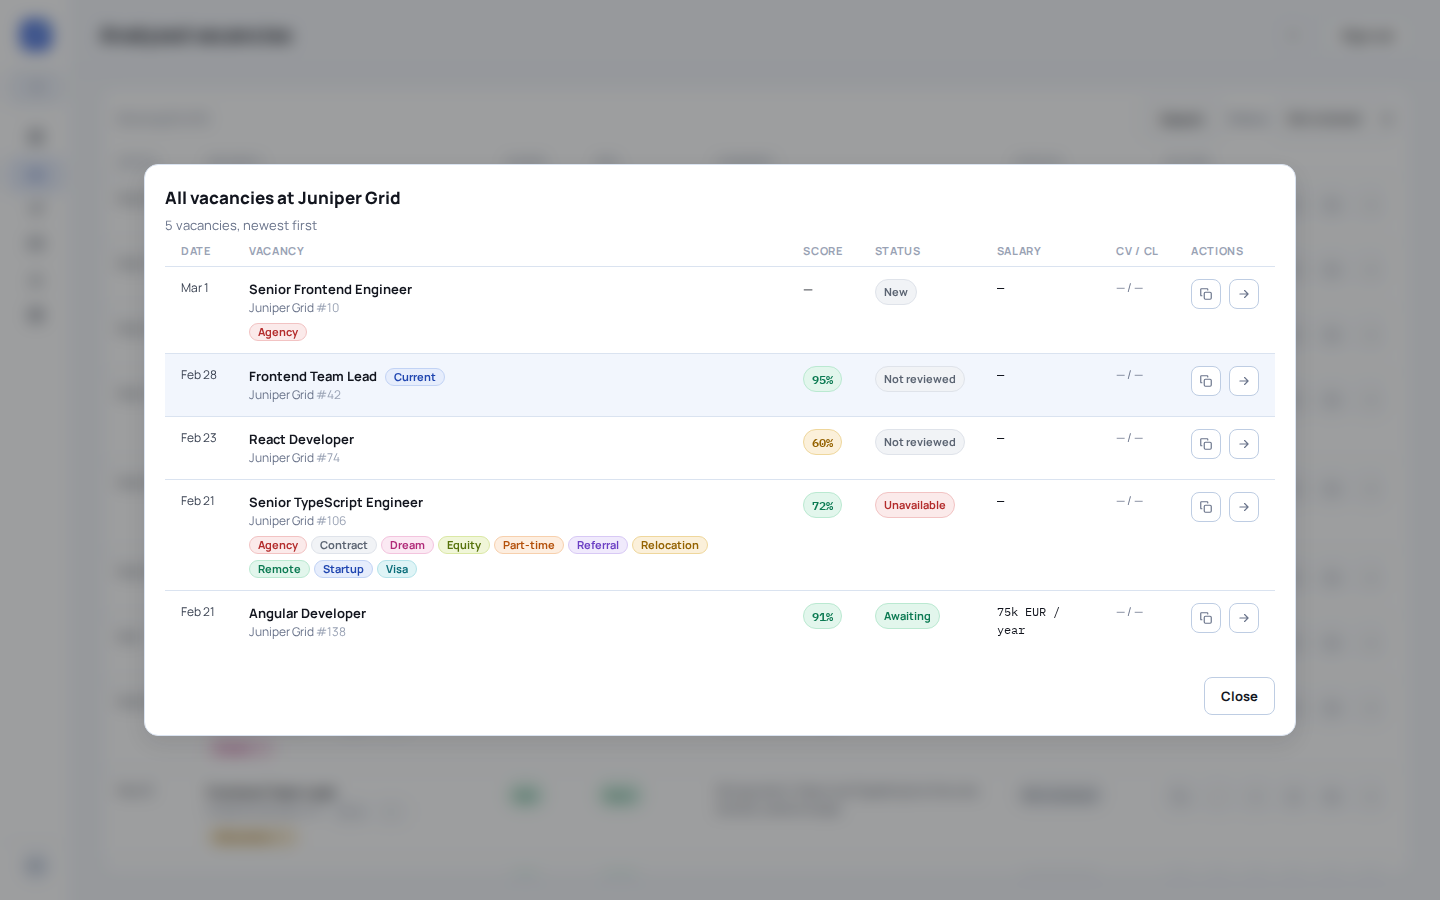 All vacancies at Juniper Grid
5 vacancies, newest first
DATE VACANCY SCORE STATUS SALARY CV / CL ACTIONS
Mar 1 Senior Frontend Engineer — New — — / —
Juniper Grid #10
Agency
Feb 28 Frontend Team Lead Current 95% Not reviewed — — / —
Juniper Grid #42
Feb 23 React Developer 60% Not reviewed — — / —
Juniper Grid #74
Feb 21 Senior TypeScript Engineer 72% Unavailable — — / —
Juniper Grid #106
Agency Contract Dream Equity Part-time Referral Relocation
Remote Startup Visa
Feb 21 Angular Developer 91% Awaiting 75k EUR / — / —
Juniper Grid #138 year
Close